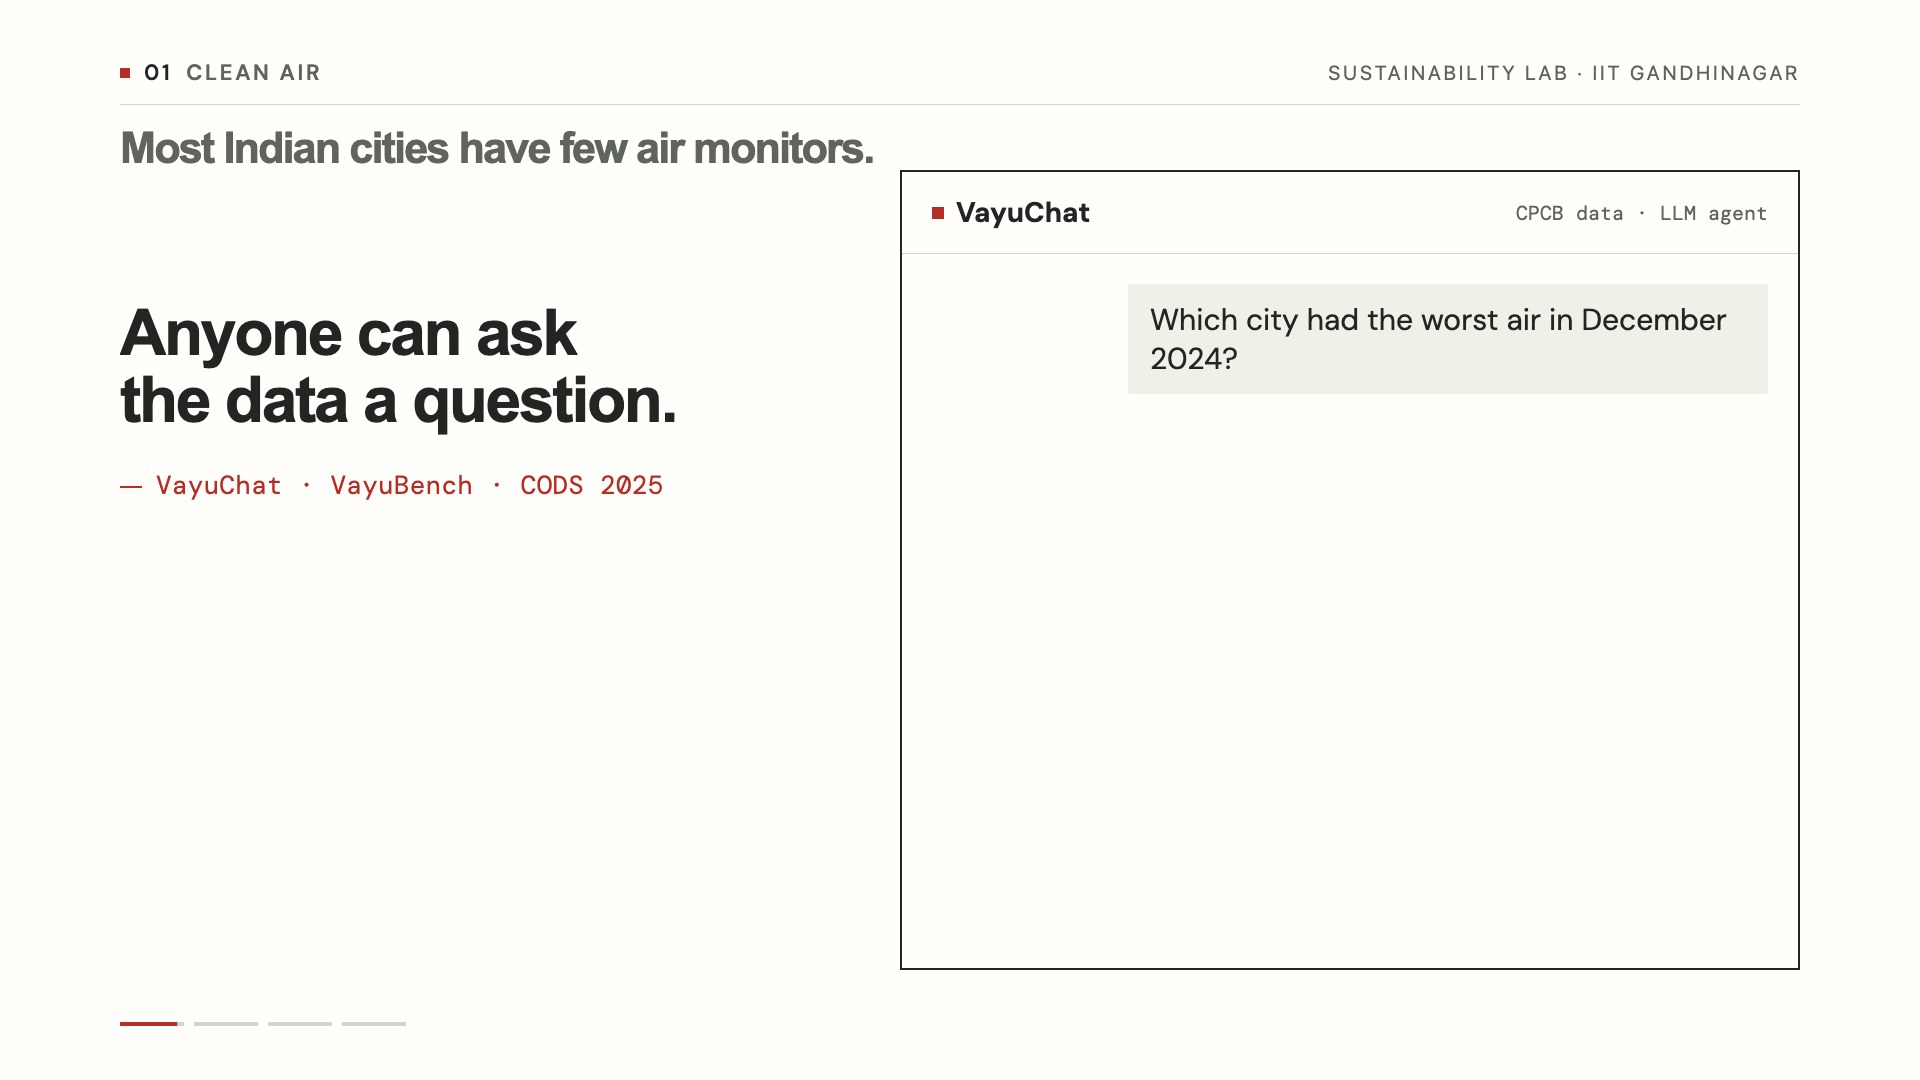 01 CLEAN AIR
SUSTAINABILITY LAB · IIT GANDHINAGAR
Most Indian cities have few air monitors.
Anyone can ask
the data a question.
— VayuChat · VayuBench · CODS 2025
VayuChat
CPCB data · LLM agent
Which city had the worst air in December
2024?